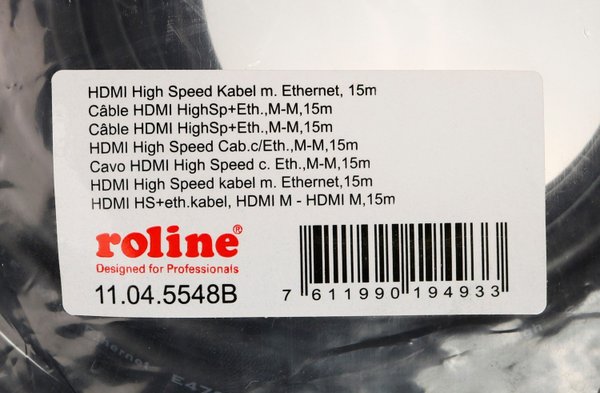 HDMI High Speed Kabel m. Ethernet, 15m
Câble HDMI HighSp+Eth.,M-M,15m
Câble HDMI HighSp+Eth.,M-M,15m
HDMI High Speed Cab.c/Eth.,M-M,15m
Cavo HDMI High Speed c. Eth.,M-M,15m
HDMI High Speed kabel m. Ethernet,15m
HDMI HS+eth.kabel, HDMI M - HDMI M,15m
roline®
Designed for Professionals
11.04.5548B
7 611990 194933